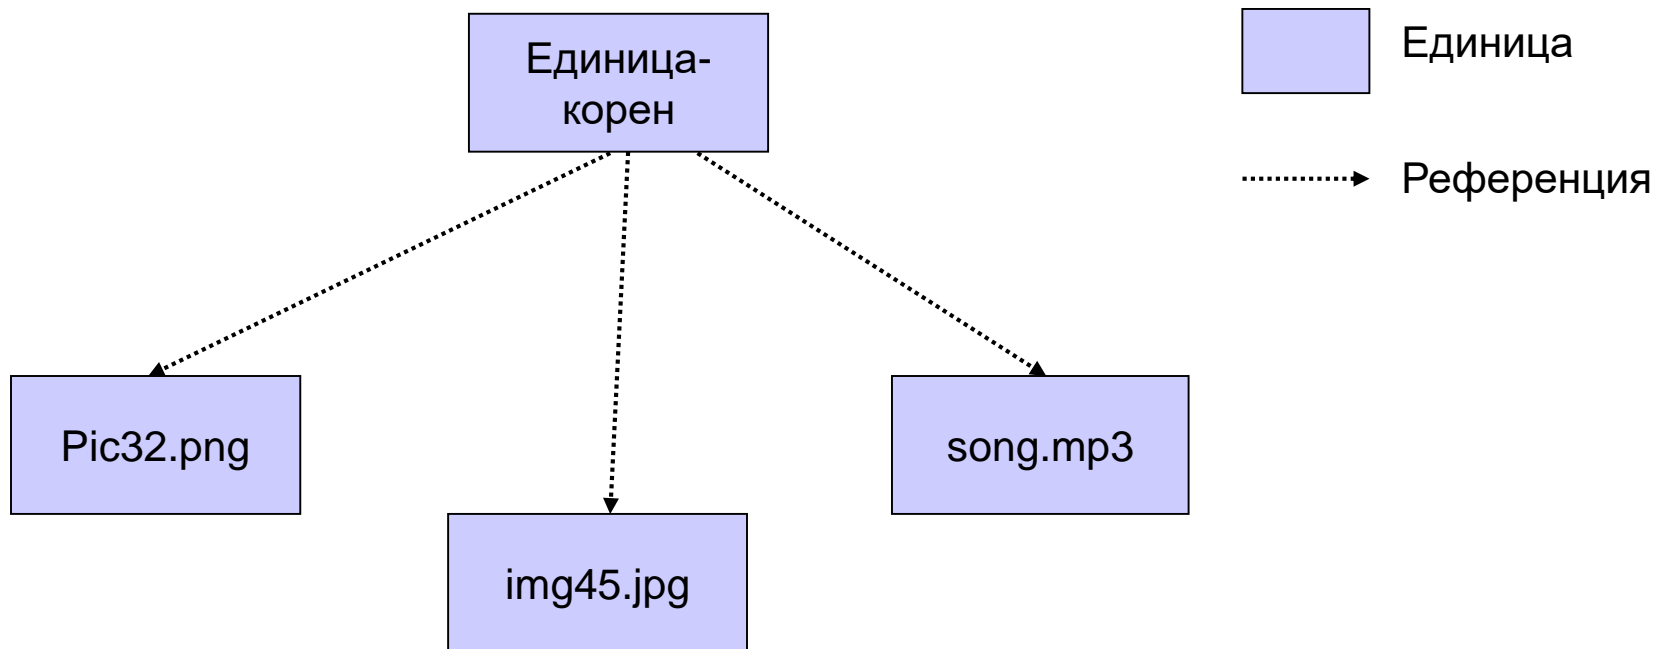 Единица-
корен
Единица
Референция
Pic32.png
song.mp3
img45.jpg